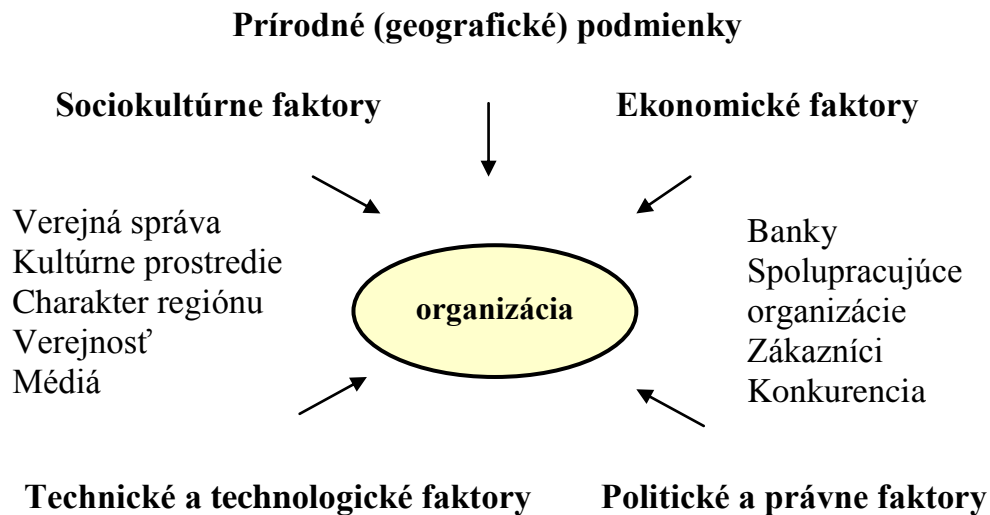 Prírodné (geografické) podmienky
Sociokultúrne faktory
Ekonomické faktory
Verejná správa
Kultúrne prostredie
Charakter regiónu
Verejnosť
Médiá
organizácia
Banky
Spolupracujúce
organizácie
Zákazníci
Konkurencia
Technické a technologické faktory
Politické a právne faktory